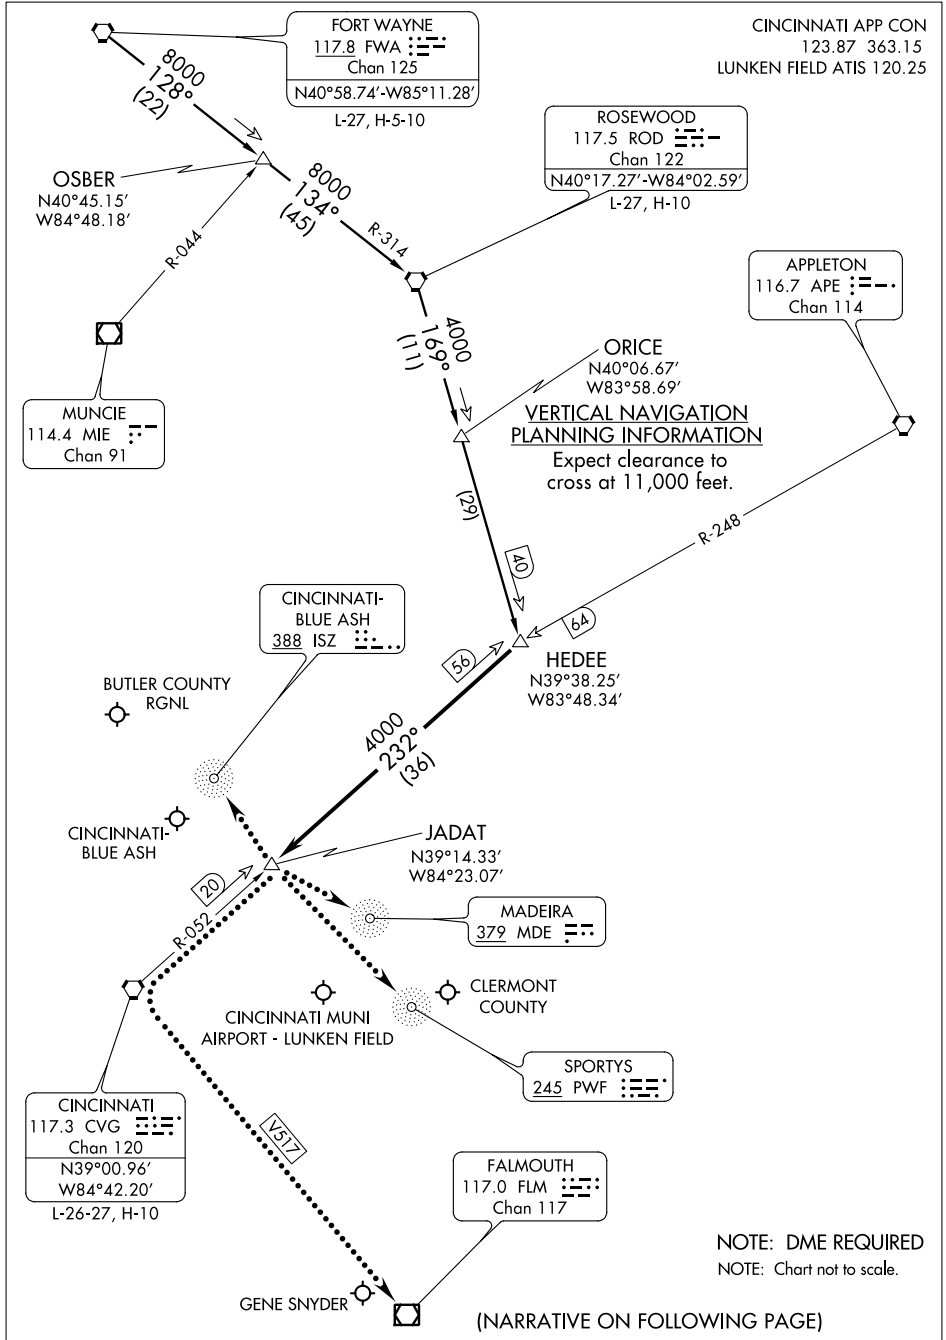 FORT WAYNE
117.8 FWA
Chan 125
N40°58.74'-W85°11.28'
L-27, H-5-10
CINCINNATI APP CON
123.87 363.15
LUNKEN FIELD ATIS 120.25
8000
128°
(22)
ROSEWOOD
117.5 ROD
Chan 122
N40°17.27'-W84°02.59'
L-27, H-10
OSBER
N40°45.15'
W84°48.18'
8000
134°
(45)
R-314
R-044
APPLETON
116.7 APE
Chan 114
4000
169°
(11)
ORICE
N40°06.67'
W83°58.69'
MUNCIE
114.4 MIE
Chan 91
VERTICAL NAVIGATION
PLANNING INFORMATION
Expect clearance to
cross at 11,000 feet.
(29)
R-248
40
64
CINCINNATI-
BLUE ASH
388 ISZ
56
HEDEE
N39°38.25'
W83°48.34'
BUTLER COUNTY
RGNL
4000
232°
(36)
CINCINNATI-
BLUE ASH
JADAT
N39°14.33'
W84°23.07'
20
R-052
MADEIRA
379 MDE
CLERMONT
COUNTY
CINCINNATI MUNI
AIRPORT - LUNKEN FIELD
SPORTYS
245 PWF
CINCINNATI
117.3 CVG
Chan 120
N39°00.96'
W84°42.20'
L-26-27, H-10
V517
FALMOUTH
117.0 FLM
Chan 117
NOTE: DME REQUIRED
NOTE: Chart not to scale.
GENE SNYDER
(NARRATIVE ON FOLLOWING PAGE)